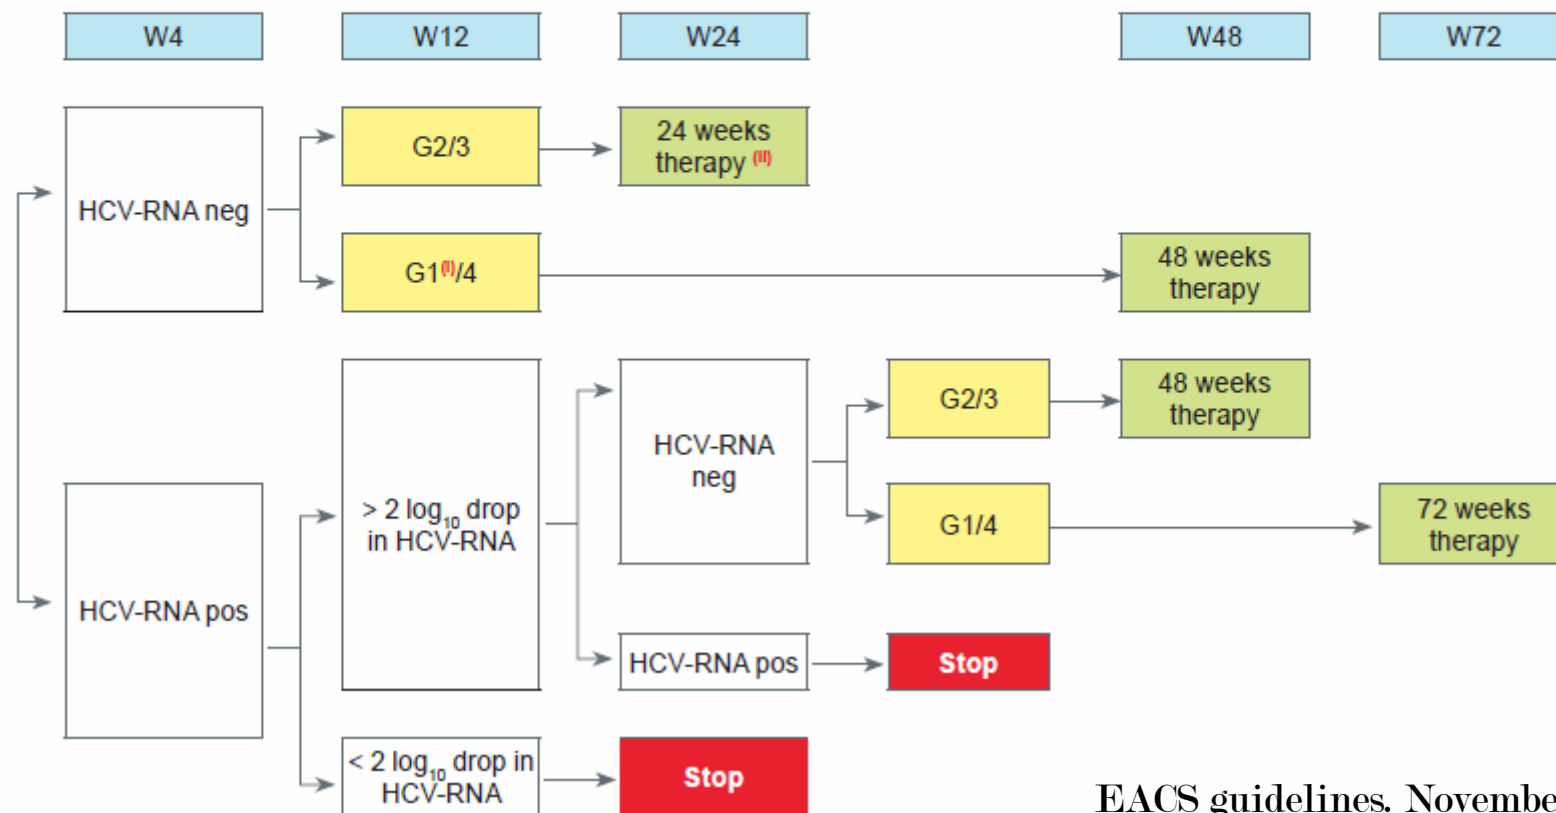 W4
W12
W24
W48
W72
HCV-RNA neg
G2/3
24 weeks
therapy (II)
G1(I)/4
48 weeks
therapy
HCV-RNA pos
> 2 log10 drop
in HCV-RNA
HCV-RNA
neg
G2/3
48 weeks
therapy
G1/4
72 weeks
therapy
HCV-RNA pos
Stop
< 2 log10 drop in
HCV-RNA
Stop
EACS guidelines. Novembe